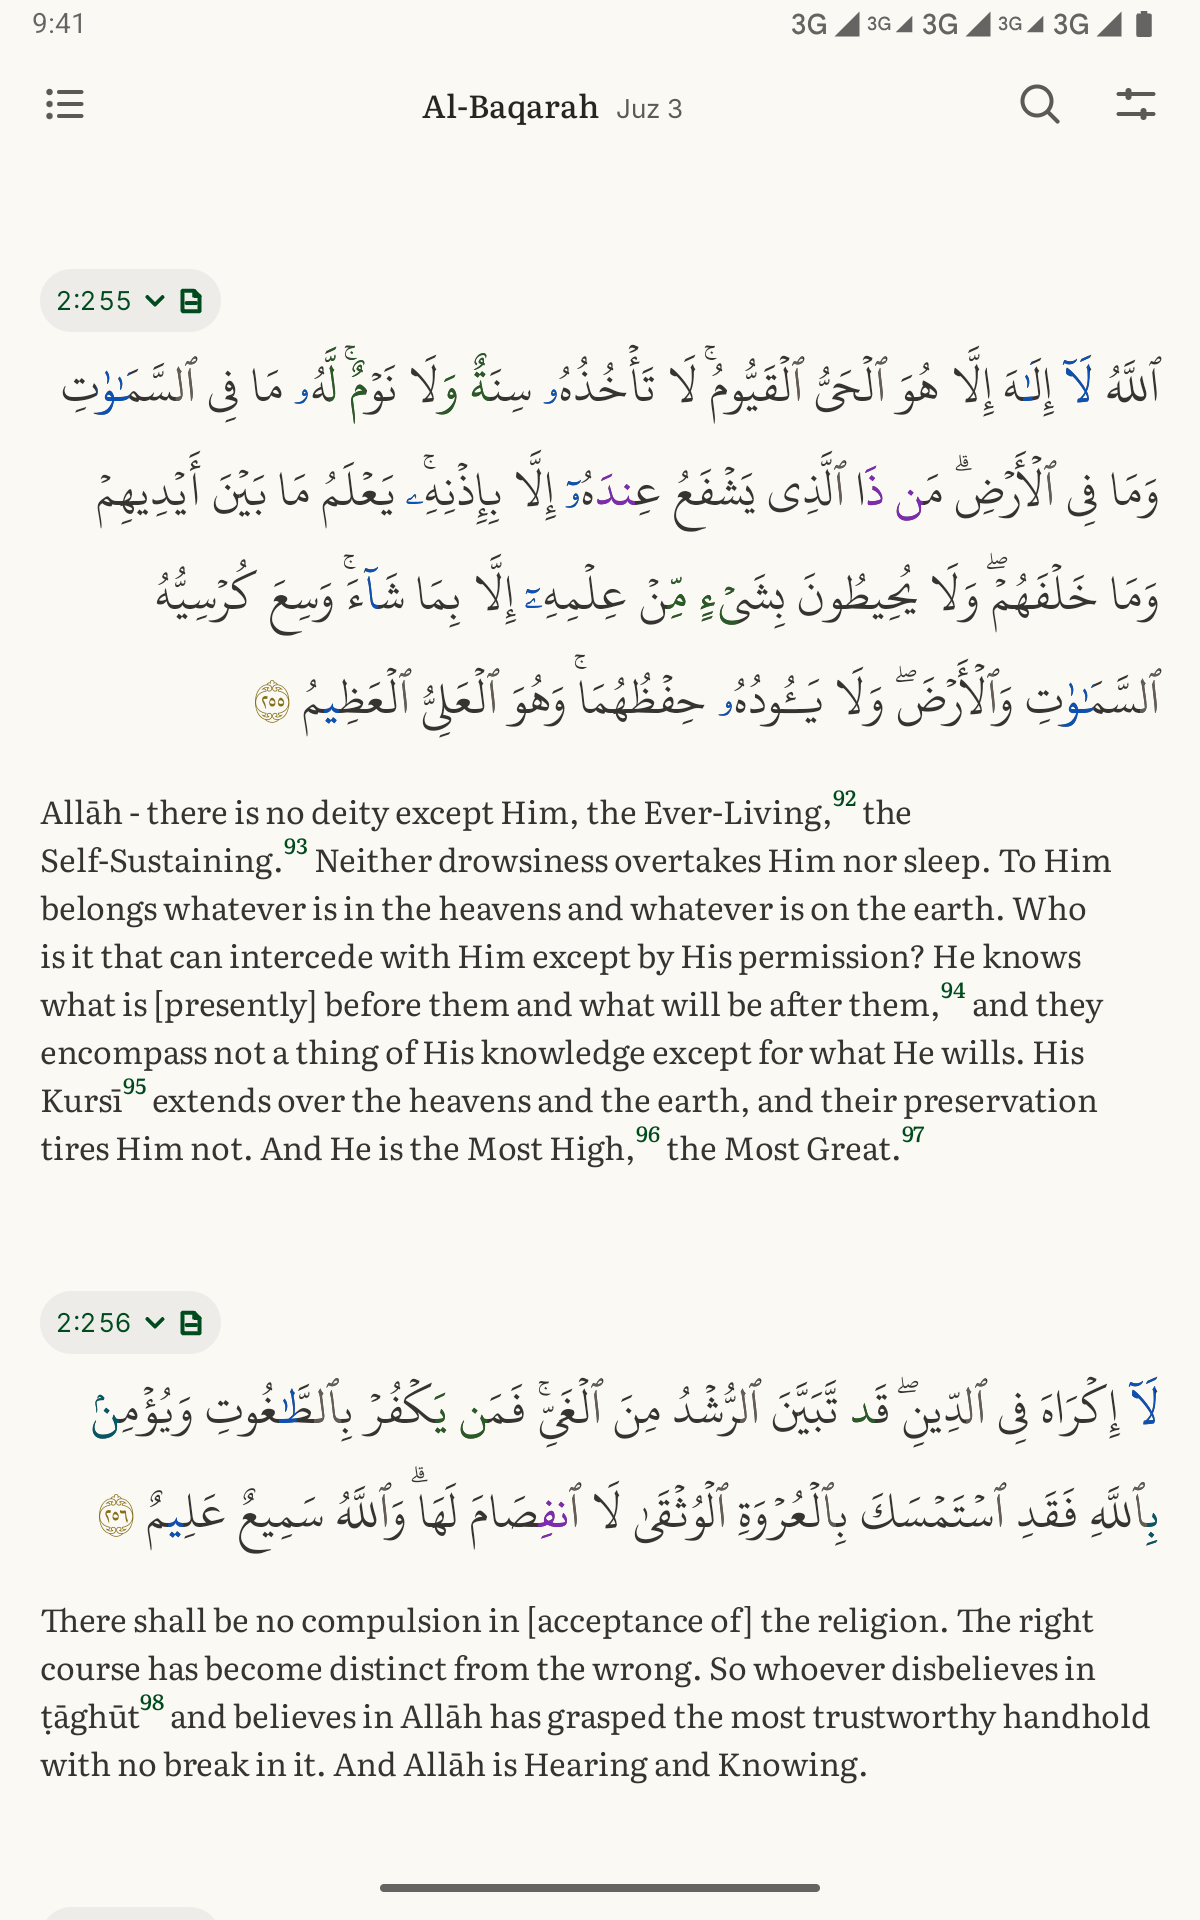 9:41 3G 3G 3G 3G 3G
Al-Baqarah Juz 3
2:255
ٱللَّهُ لَآ إِلَـٰهَ إِلَّا هُوَ ٱلْحَىُّ ٱلْقَيُّومُ ۚ لَا تَأْخُذُهُۥ سِنَةٌ وَلَا نَوْمٌ ۚ لَّهُۥ مَا فِى ٱلسَّمَـٰوَٰتِ
وَمَا فِى ٱلْأَرْضِ ۗ مَن ذَا ٱلَّذِى يَشْفَعُ عِندَهُۥٓ إِلَّا بِإِذْنِهِۦ ۚ يَعْلَمُ مَا بَيْنَ أَيْدِيهِمْ
وَمَا خَلْفَهُمْ ۖ وَلَا يُحِيطُونَ بِشَىْءٍ مِّنْ عِلْمِهِۦٓ إِلَّا بِمَا شَآءَ ۚ وَسِعَ كُرْسِيُّهُ
ٱلسَّمَـٰوَٰتِ وَٱلْأَرْضَ ۖ وَلَا يَـُٔودُهُۥ حِفْظُهُمَا ۚ وَهُوَ ٱلْعَلِىُّ ٱلْعَظِيمُ ٢٥٥
Allāh - there is no deity except Him, the Ever-Living,92 the
Self-Sustaining.93 Neither drowsiness overtakes Him nor sleep. To Him
belongs whatever is in the heavens and whatever is on the earth. Who
is it that can intercede with Him except by His permission? He knows
what is [presently] before them and what will be after them,94 and they
encompass not a thing of His knowledge except for what He wills. His
Kursī95 extends over the heavens and the earth, and their preservation
tires Him not. And He is the Most High,96 the Most Great.97
2:256
لَآ إِكْرَاهَ فِى ٱلدِّينِ ۖ قَد تَّبَيَّنَ ٱلرُّشْدُ مِنَ ٱلْغَىِّ ۚ فَمَن يَكْفُرْ بِٱلطَّـٰغُوتِ وَيُؤْمِنۢ
بِٱللَّهِ فَقَدِ ٱسْتَمْسَكَ بِٱلْعُرْوَةِ ٱلْوُثْقَىٰ لَا ٱنفِصَامَ لَهَا ۗ وَٱللَّهُ سَمِيعٌ عَلِيمٌ ٢٥٦
There shall be no compulsion in [acceptance of] the religion. The right
course has become distinct from the wrong. So whoever disbelieves in
ṭāghūt98 and believes in Allāh has grasped the most trustworthy handhold
with no break in it. And Allāh is Hearing and Knowing.